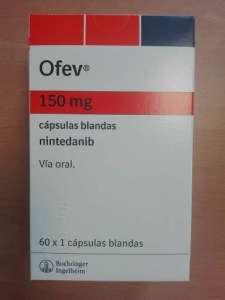 Ofev®
150 mg
cápsulas blandas
nintedanib
Vía oral.
60 x 1 cápsulas blandas
Boehringer
Ingelheim